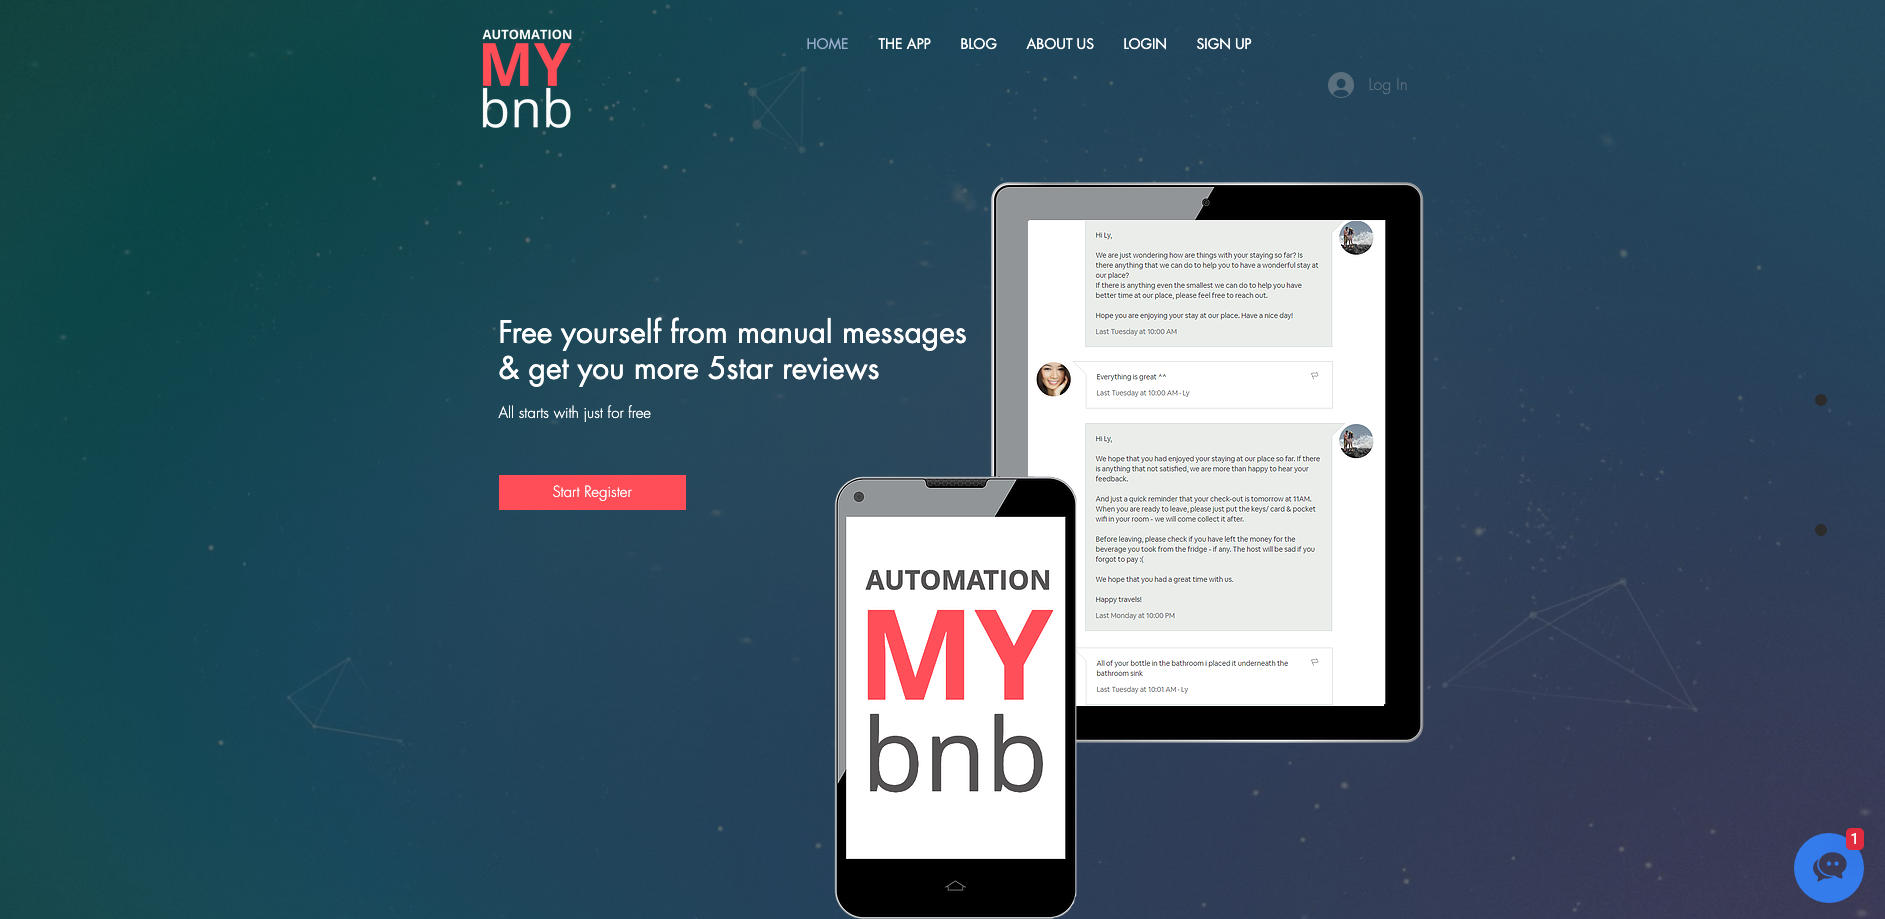 AUTOMATION
MY
bnb
HOME THE APP BLOG ABOUT US LOGIN SIGN UP
Log In
Free yourself from manual messages
& get you more 5star reviews
All starts with just for free
Start Register
Hi Ly,
We are just wondering how are things with your staying so far? Is
there anything that we can do to help you to have a wonderful stay at
our place?
If there is anything even the smallest we can do to help you have
better time at our place, please feel free to reach out.
Hope you are enjoying your stay at our place. Have a nice day!
Last Tuesday at 10:00 AM
Everything is great ^^
Last Tuesday at 10:00 AM · Ly
Hi Ly,
We hope that you had enjoyed your staying at our place so far. If there
is anything that not satisfied, we are more than happy to hear your
feedback.
And just a quick reminder that your check-out is tomorrow at 11AM.
When you are ready to leave, please just put the keys/ card & pocket
wifi in your room - we will come collect it after.
Before leaving, please check if you have left the money for the
beverage you took from the fridge - if any. The host will be sad if you
forgot to pay :(
We hope that you had a great time with us.
Happy travels!
Last Monday at 10:00 PM
All of your bottle in the bathroom i placed it underneath the
bathroom sink
Last Tuesday at 10:01 AM · Ly
AUTOMATION
MY
bnb
1